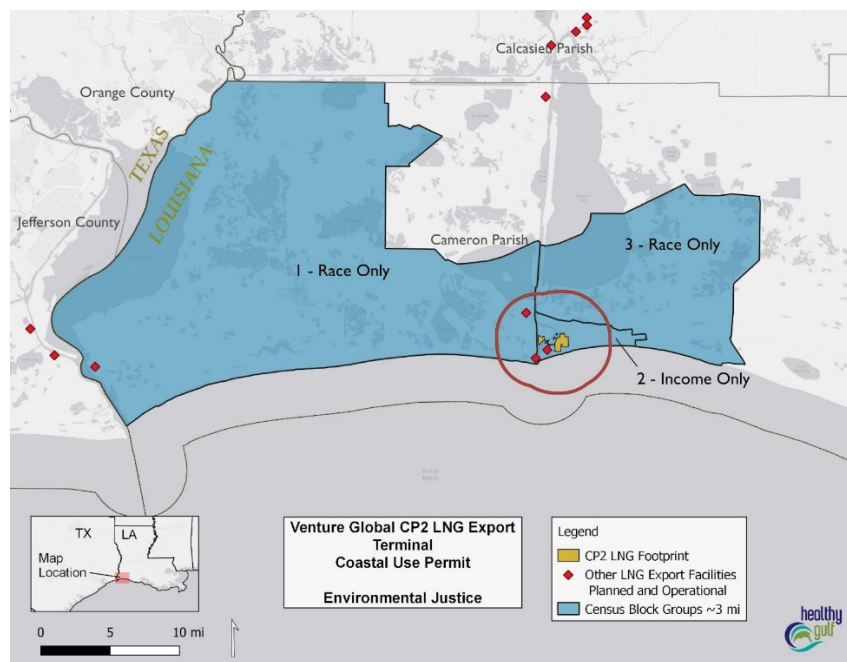 Calcasieu Parish
Orange County
TEXAS
LOUISIANA
Jefferson County
Cameron Parish
3 - Race Only
1 - Race Only
2 - Income Only
TX
LA
Map
Location
0
5
10 mi
Venture Global CP2 LNG Export
Terminal
Coastal Use Permit
Environmental Justice
Legend
CP2 LNG Footprint
Other LNG Export Facilities
Planned and Operational
Census Block Groups ~3 mi
healthy
gulf